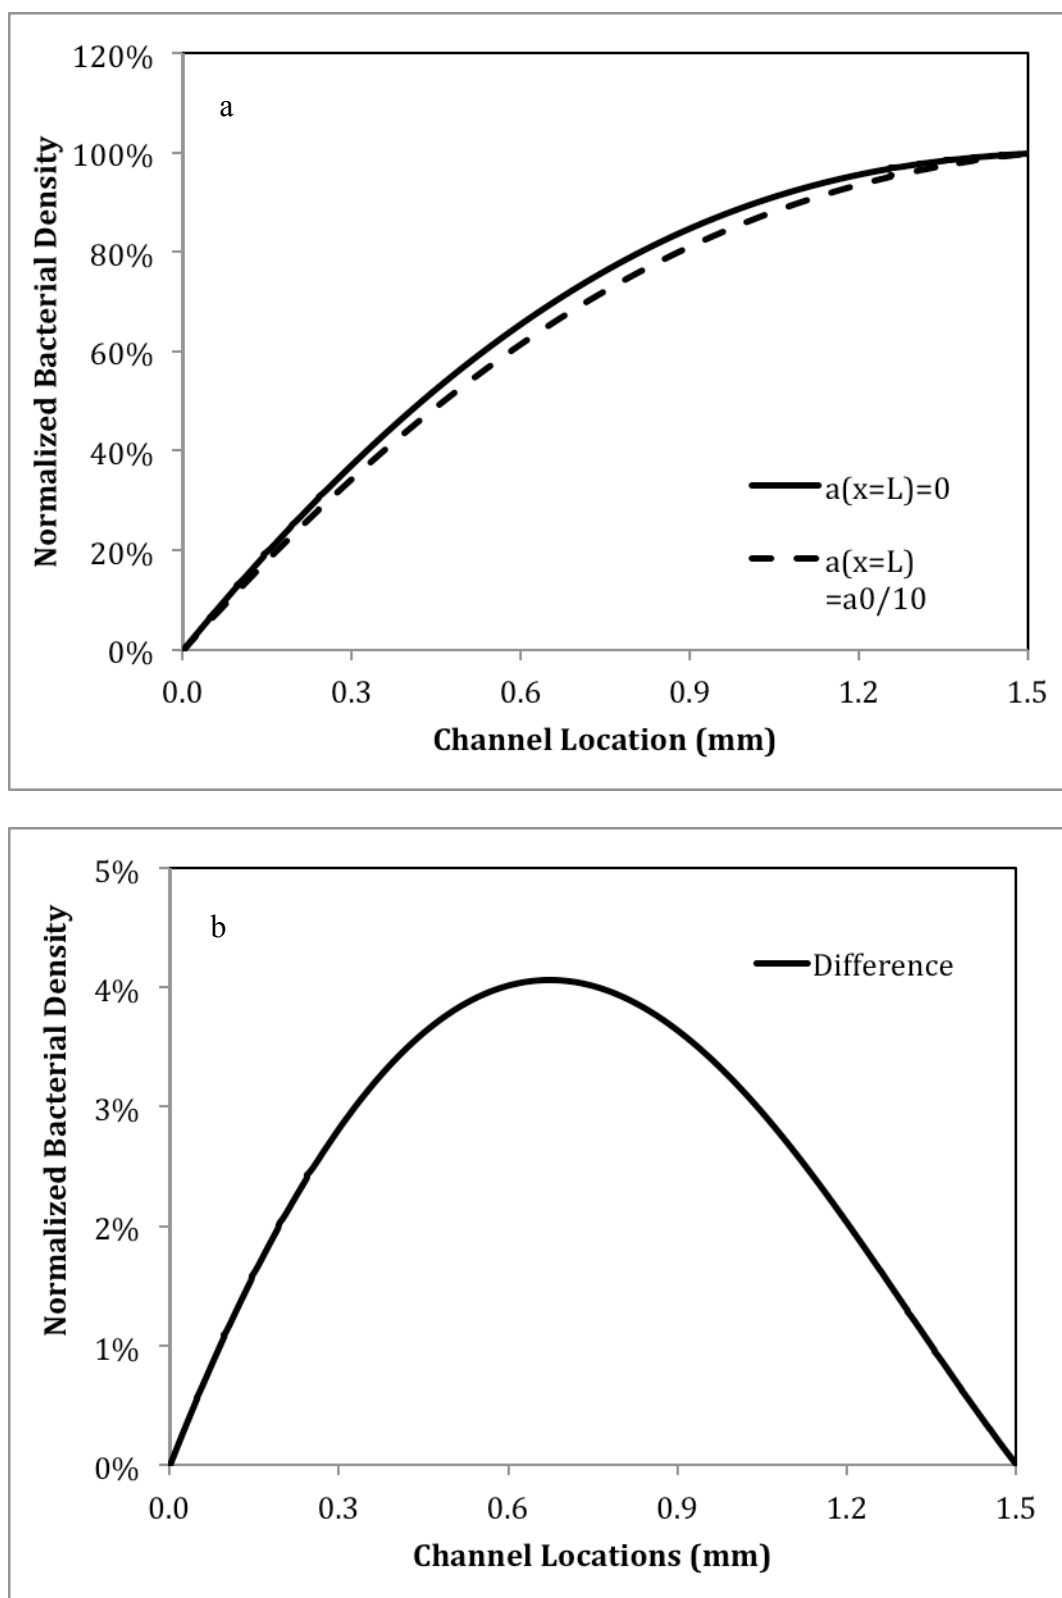 120%
a
100%
80%
60%
40%
20%
0%
Normalized Bacterial Density
a(x=L)=0
a(x=L)
=a0/10
0.0 0.3 0.6 0.9 1.2 1.5
Channel Location (mm)
5%
b
4%
3%
2%
1%
0%
Normalized Bacterial Density
Difference
0.0 0.3 0.6 0.9 1.2 1.5
Channel Locations (mm)